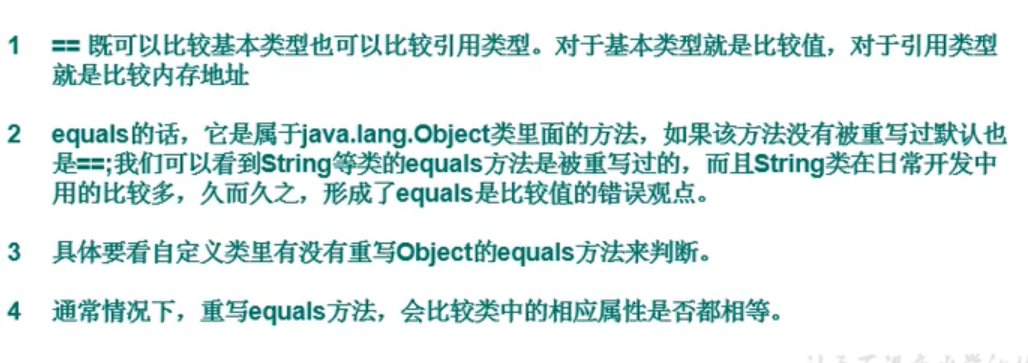 1 == 既可以比较基本类型也可以比较引用类型。对于基本类型就是比较值，对于引用类型
就是比较内存地址
2 equals的话，它是属于java.lang.Object类里面的方法，如果该方法没有被重写过默认也
是==;我们可以看到String等类的equals方法是被重写过的，而且String类在日常开发中
用的比较多，久而久之，形成了equals是比较值的错误观点。
3 具体要看自定义类里有没有重写Object的equals方法来判断。
4 通常情况下，重写equals方法，会比较类中的相应属性是否都相等。